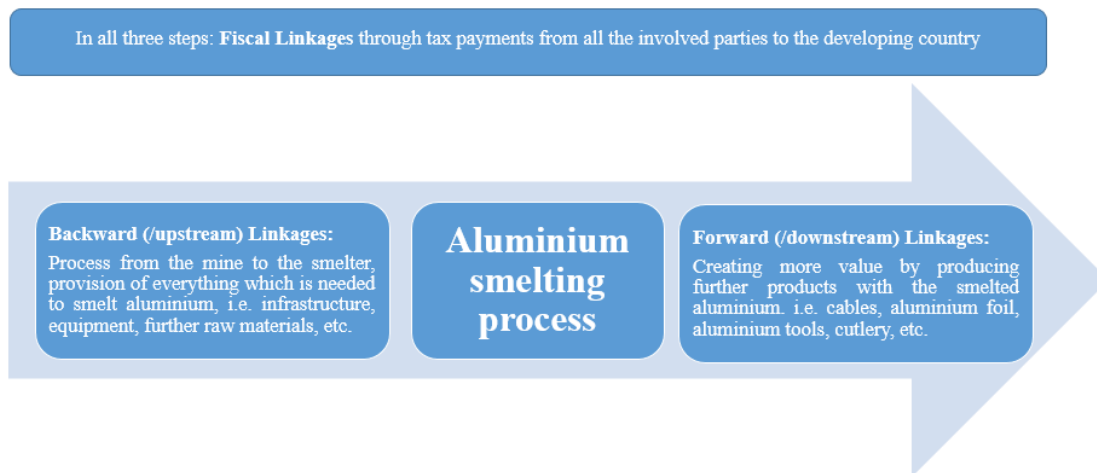 In all three steps: Fiscal Linkages through tax payments from all the involved parties to the developing country
Backward (/upstream) Linkages:
Process from the mine to the smelter,
provision of everything which is needed
to smelt aluminium, i.e. infrastructure,
equipment, further raw materials, etc.
Aluminium
smelting
process
Forward (/downstream) Linkages:
Creating more value by producing
further products with the smelted
aluminium. i.e. cables, aluminium foil,
aluminium tools, cutlery, etc.